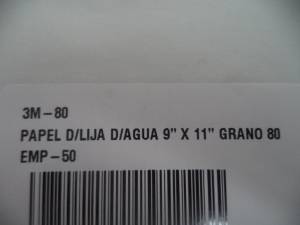 3M-80
PAPEL D/LIJA D/AGUA 9" X 11" GRANO 80
EMP-50